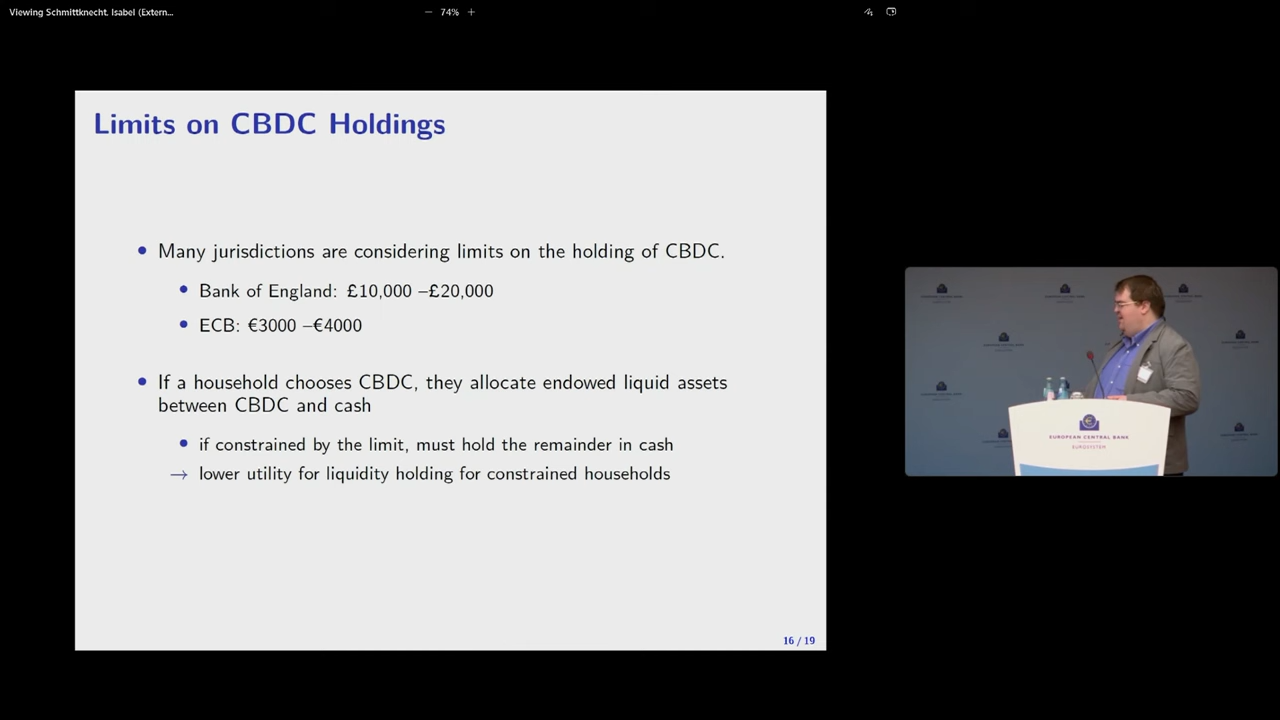 Viewing Schmittknecht, Isabel (Extern...
− 74% +
Limits on CBDC Holdings
• Many jurisdictions are considering limits on the holding of CBDC.
• Bank of England: £10,000 –£20,000
• ECB: €3000 –€4000
• If a household chooses CBDC, they allocate endowed liquid assets
between CBDC and cash
• if constrained by the limit, must hold the remainder in cash
→ lower utility for liquidity holding for constrained households
16 / 19
EUROPEAN CENTRAL BANK
EUROSYSTEM